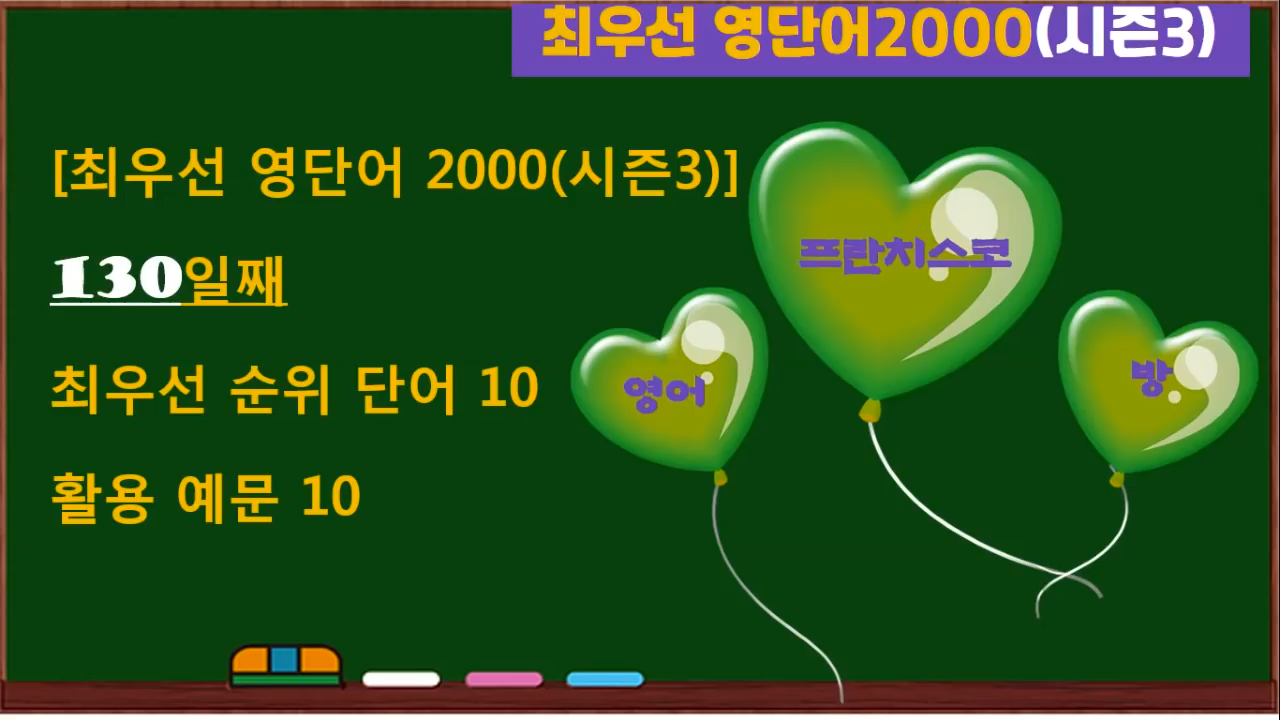 최우선 영단어2000(시즌3)
[최우선 영단어 2000(시즌3)]
130일째
최우선 순위 단어 10
활용 예문 10
프란치스코
영어
방